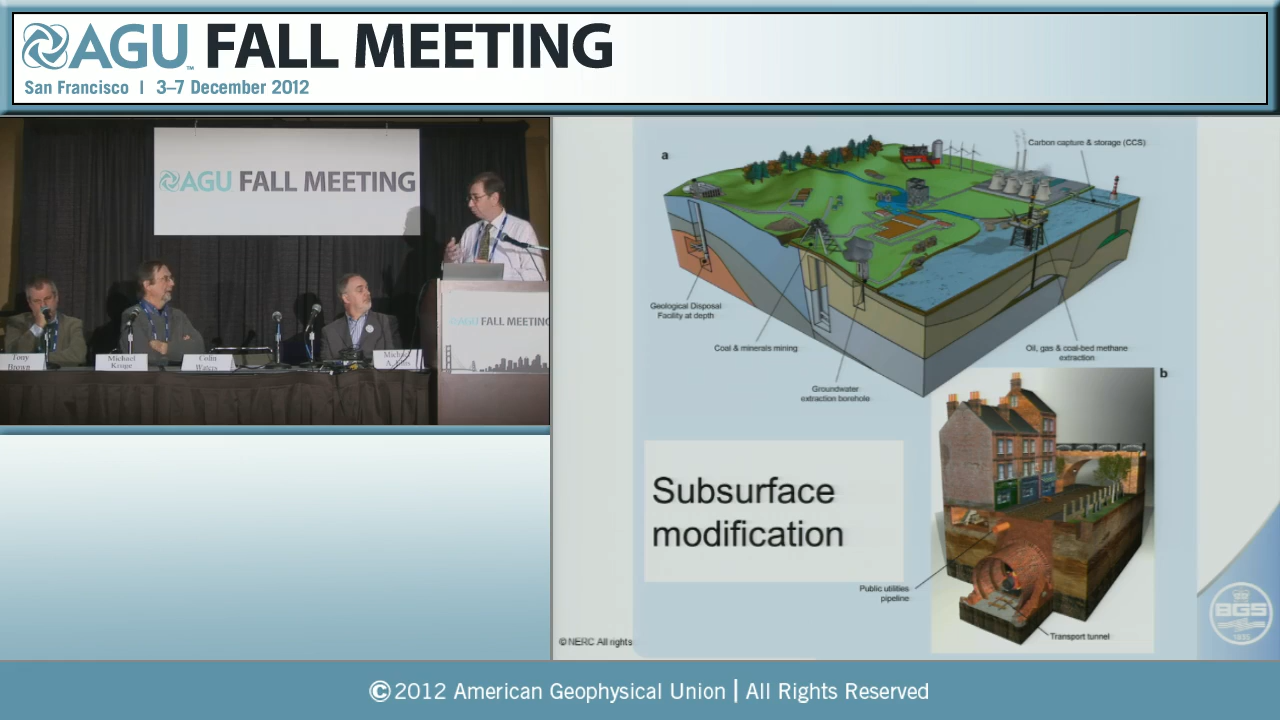 AGU™ FALL MEETING
San Francisco | 3–7 December 2012
AGU FALL MEETING
AGU FALL MEETING
Tony
Brown
Michael
Kruge
Colin
Waters
a
Carbon capture & storage (CCS)
Geological Disposal
Facility at depth
Coal & minerals mining
Groundwater
extraction borehole
Oil, gas & coal-bed methane
extraction
b
Subsurface
modification
Public utilities
pipeline
Transport tunnel
© NERC All rights
BGS
1835
© 2012 American Geophysical Union | All Rights Reserved